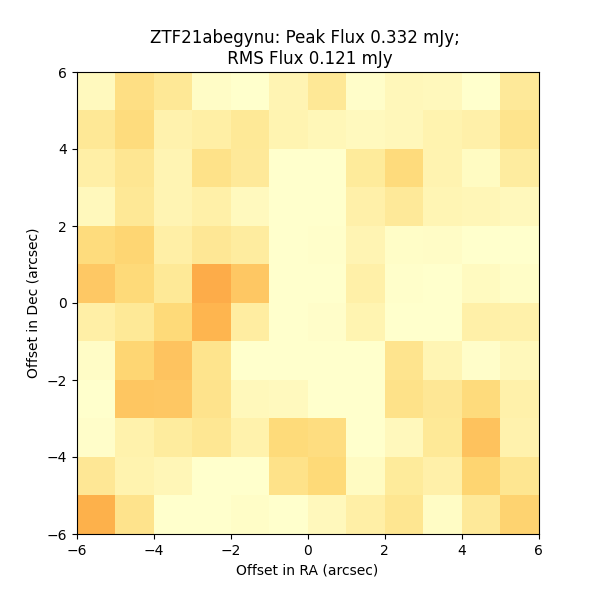 ZTF21abegynu: Peak Flux 0.332 mJy;
RMS Flux 0.121 mJy
6
4
2
0
−2
−4
−6
Offset in Dec (arcsec)
−6 −4 −2 0 2 4 6
Offset in RA (arcsec)